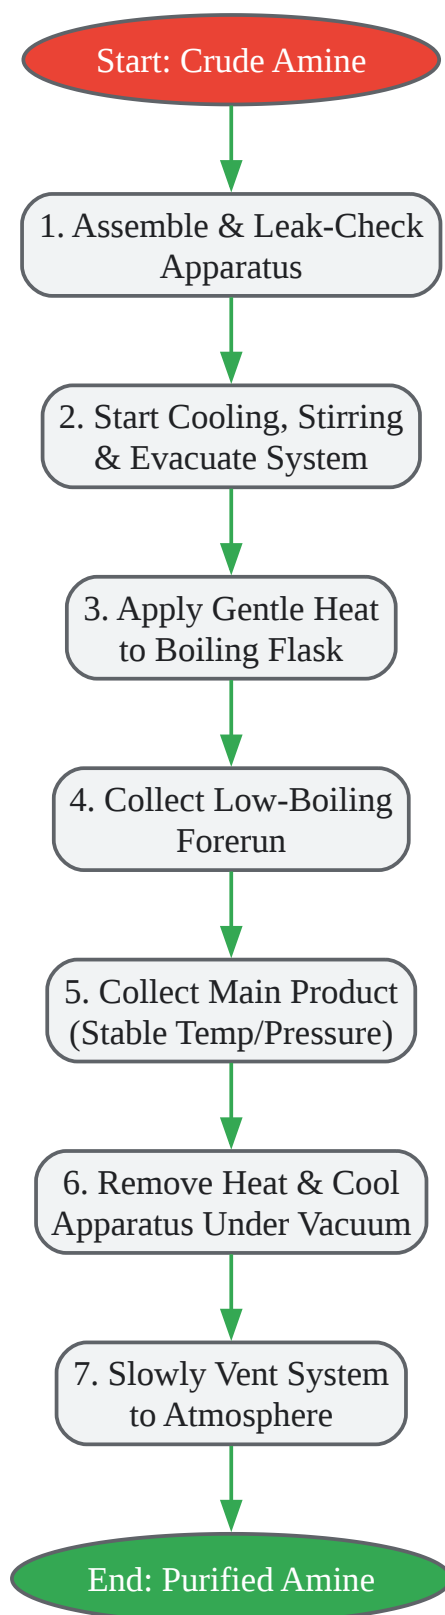 Start: Crude Amine
1. Assemble & Leak-Check
Apparatus
2. Start Cooling, Stirring
& Evacuate System
3. Apply Gentle Heat
to Boiling Flask
4. Collect Low-Boiling
Forerun
5. Collect Main Product
(Stable Temp/Pressure)
6. Remove Heat & Cool
Apparatus Under Vacuum
7. Slowly Vent System
to Atmosphere
End: Purified Amine